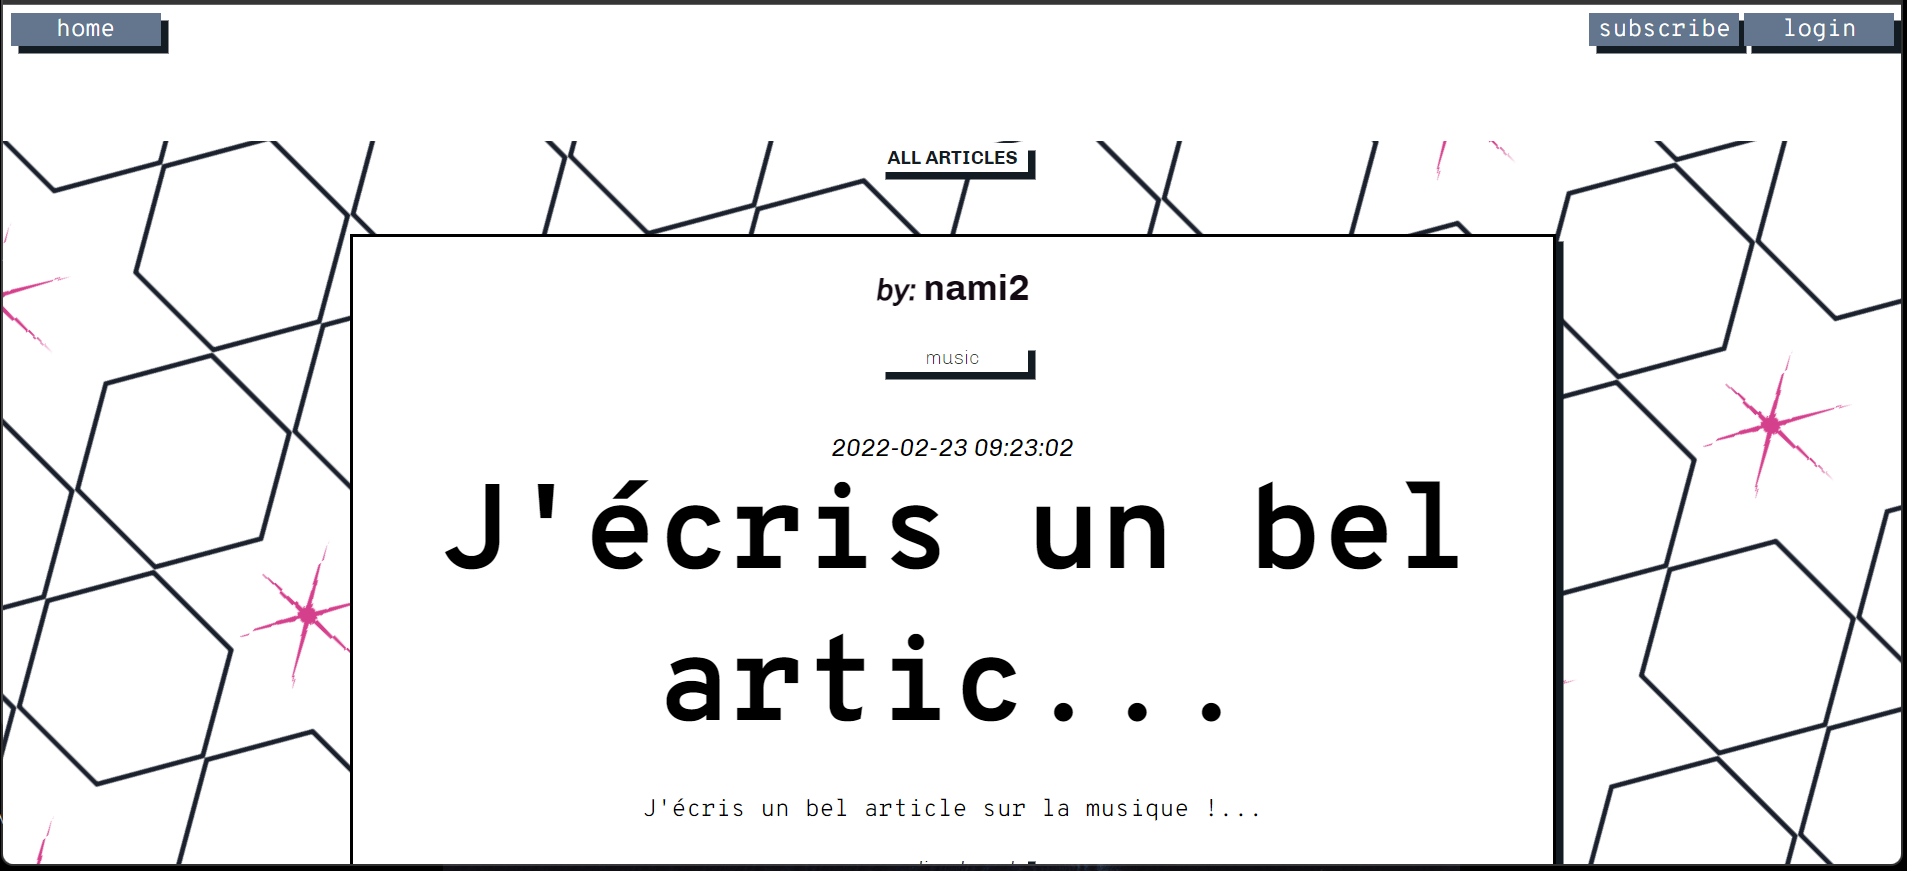 home
subscribe
login
ALL ARTICLES
by: nami2
music
2022-02-23 09:23:02
J'écris un bel
artic...
J'écris un bel article sur la musique !...